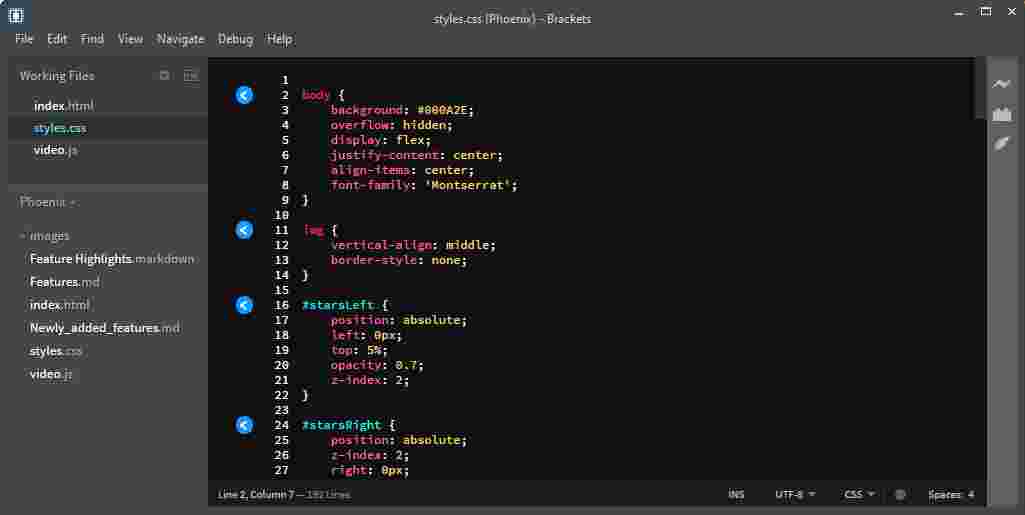 styles.css (Phoenix) - Brackets
File Edit Find View Navigate Debug Help
Working Files
index.html
styles.css
video.js
Phoenix
images
Feature Highlights.markdown
Features.md
index.html
Newly_added_features.md
styles.css
video.js
1
2 body {
3 background: #000A2E;
4 overflow: hidden;
5 display: flex;
6 justify-content: center;
7 align-items: center;
8 font-family: 'Montserrat';
9 }
10
11 img {
12 vertical-align: middle;
13 border-style: none;
14 }
15
16 #starsLeft {
17 position: absolute;
18 left: 0px;
19 top: 5%;
20 opacity: 0.7;
21 z-index: 2;
22 }
23
24 #starsRight {
25 position: absolute;
26 z-index: 2;
27 right: 0px;
Line 2, Column 7 — 192 Lines INS UTF-8 CSS Spaces: 4